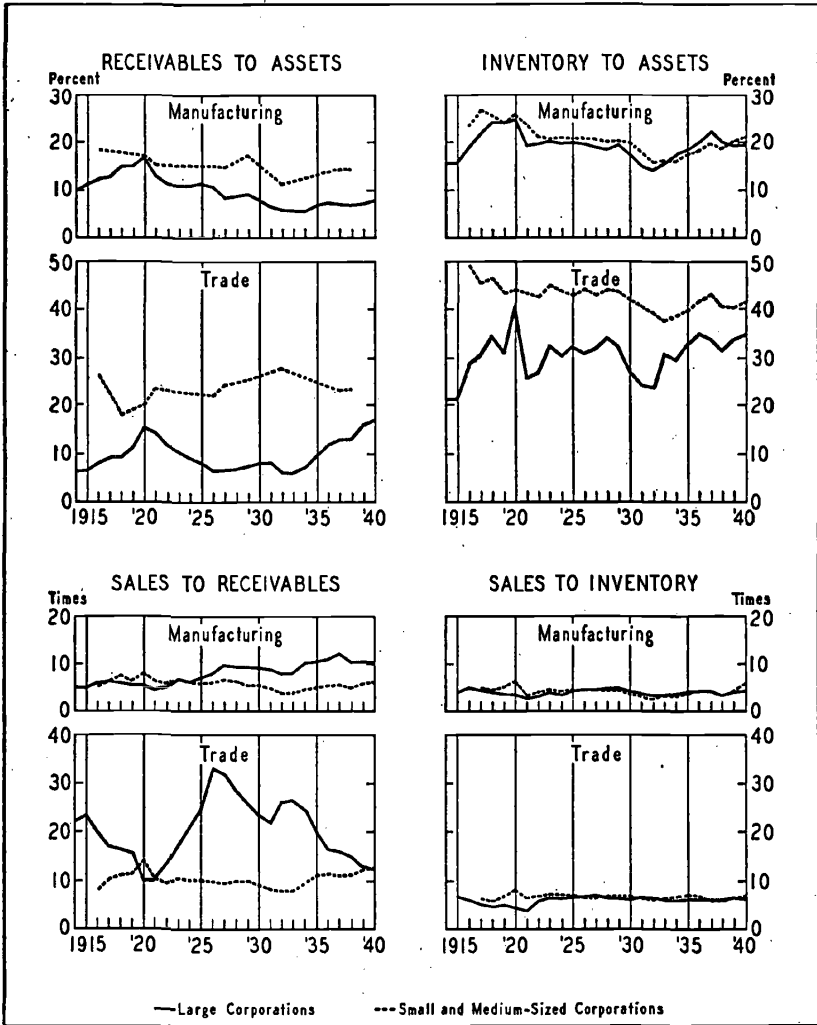 RECEIVABLES TO ASSETS
Percent
Manufacturing
30
20
10
0
Trade
50
40
30
20
10
0
1915 '20 '25 '30 '35 '40
INVENTORY TO ASSETS
Percent
Manufacturing
30
20
10
0
Trade
50
40
30
20
10
0
1915 '20 '25 '30 '35 '40
SALES TO RECEIVABLES
Times
Manufacturing
20
10
0
Trade
40
30
20
10
0
1915 '20 '25 '30 '35 '40
SALES TO INVENTORY
Times
Manufacturing
20
10
0
Trade
40
30
20
10
0
1915 '20 '25 '30 '35 '40
Large Corporations
Small and Medium-Sized Corporations